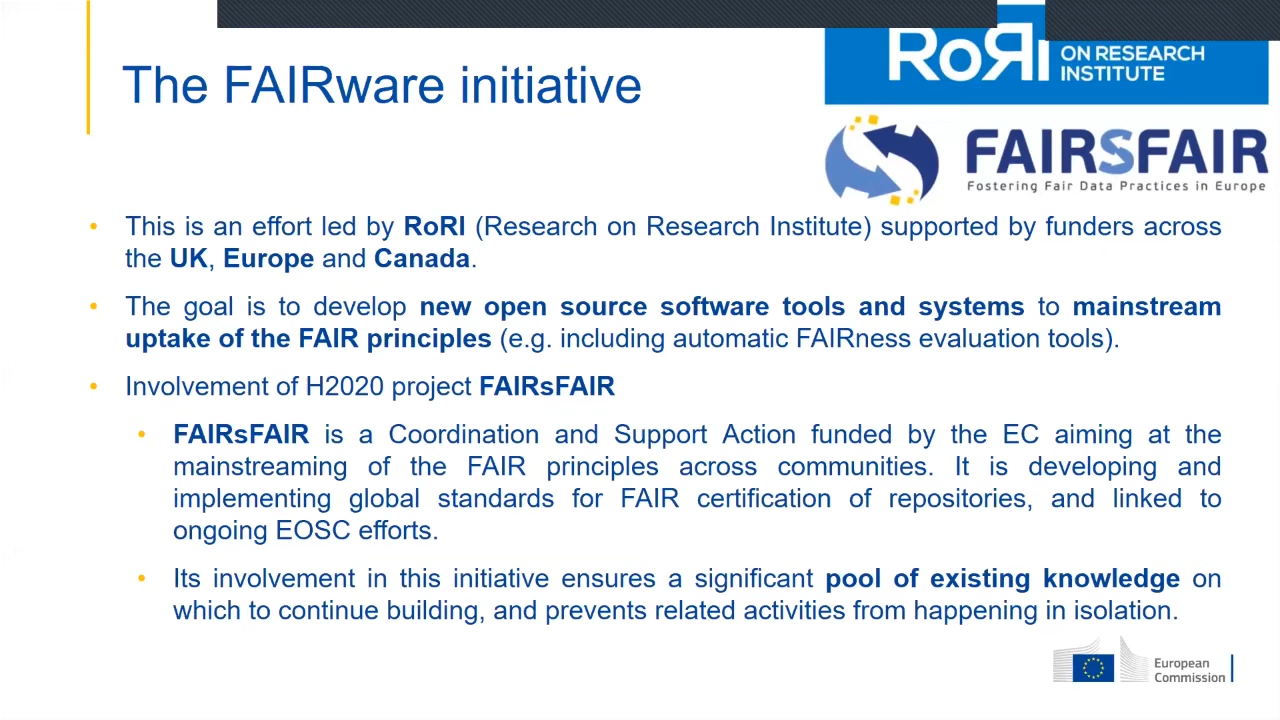 The FAIRware initiative
RoRI ON RESEARCH
INSTITUTE
FAIRSFAIR
Fostering Fair Data Practices in Europe
• This is an effort led by RoRI (Research on Research Institute) supported by funders across
the UK, Europe and Canada.
• The goal is to develop new open source software tools and systems to mainstream
uptake of the FAIR principles (e.g. including automatic FAIRness evaluation tools).
• Involvement of H2020 project FAIRsFAIR
• FAIRsFAIR is a Coordination and Support Action funded by the EC aiming at the
mainstreaming of the FAIR principles across communities. It is developing and
implementing global standards for FAIR certification of repositories, and linked to
ongoing EOSC efforts.
• Its involvement in this initiative ensures a significant pool of existing knowledge on
which to continue building, and prevents related activities from happening in isolation.
European
Commission